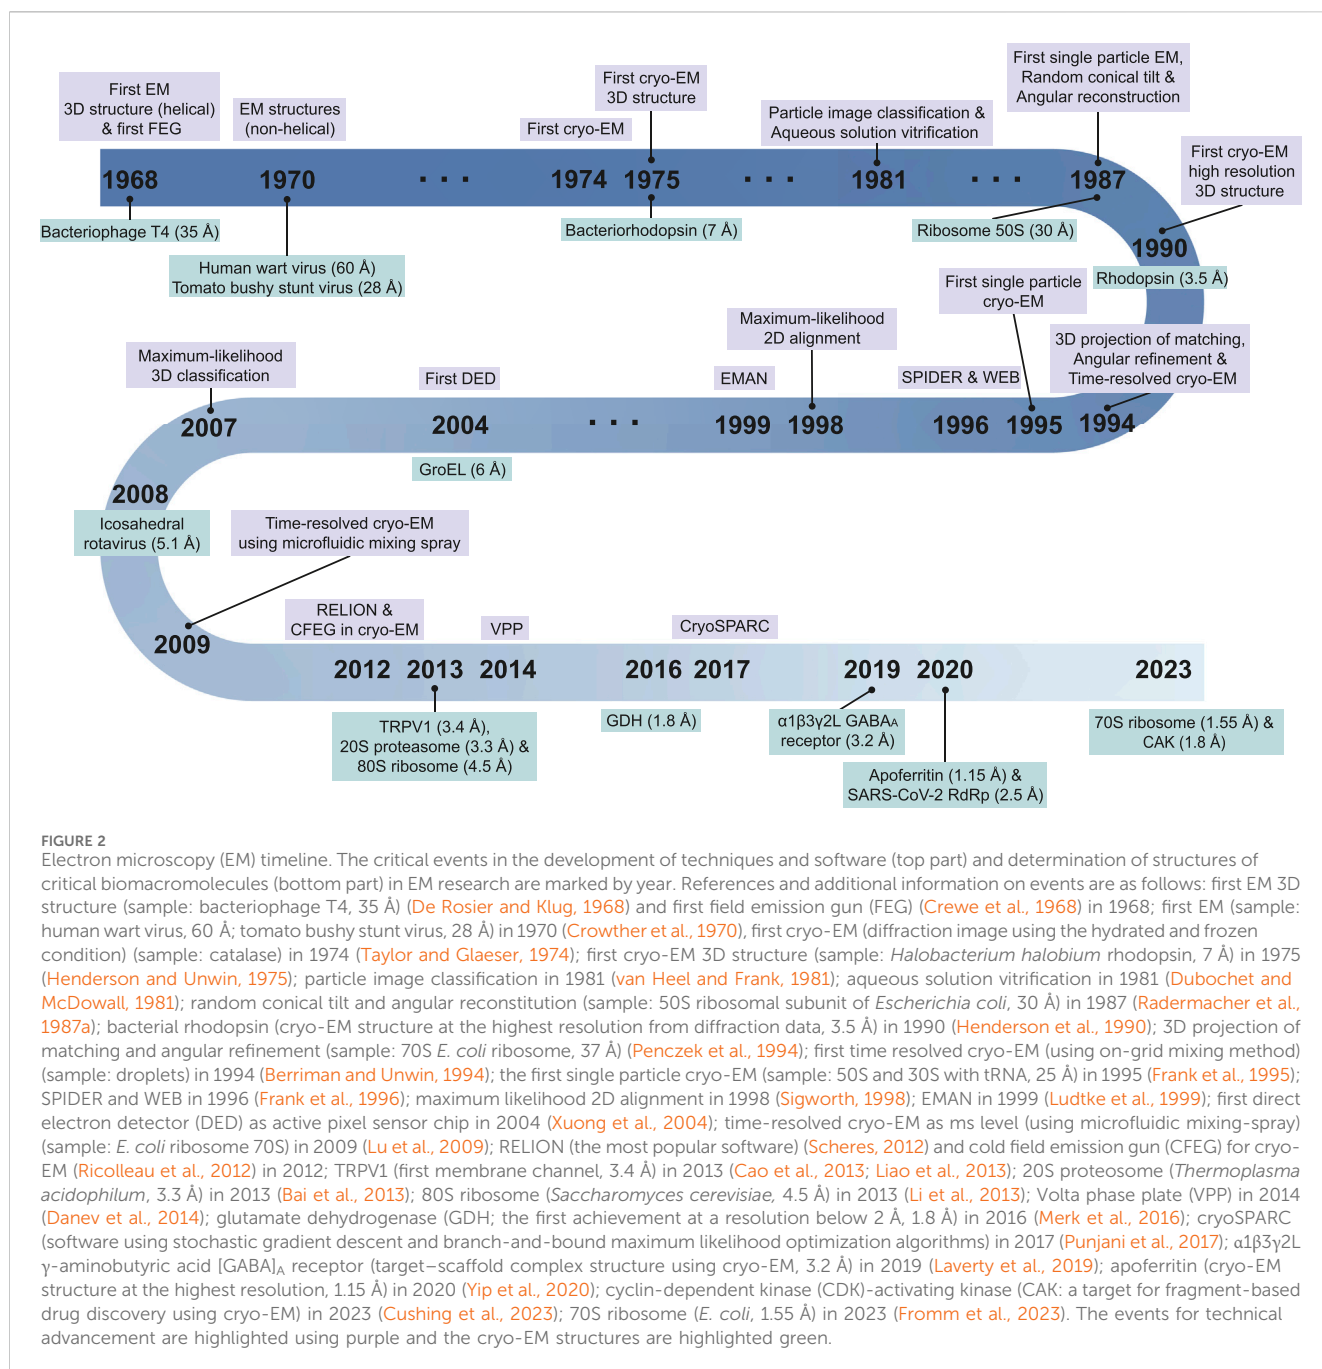 First EM
3D structure (helical)
& first FEG
EM structures
(non-helical)
First cryo-EM
First cryo-EM
3D structure
Particle image classification &
Aqueous solution vitrification
First single particle EM,
Random conical tilt &
Angular reconstruction
First cryo-EM
high resolution
3D structure
1968
1970
. . .
1974
1975
. . .
1981
. . .
1987
1990
Bacteriophage T4 (35 Å)
Human wart virus (60 Å)
Tomato bushy stunt virus (28 Å)
Bacteriorhodopsin (7 Å)
Ribosome 50S (30 Å)
Rhodopsin (3.5 Å)
Maximum-likelihood
3D classification
First DED
EMAN
Maximum-likelihood
2D alignment
SPIDER & WEB
First single particle
cryo-EM
3D projection of matching,
Angular refinement &
Time-resolved cryo-EM
2007
2004
. . .
1999
1998
1996
1995
1994
GroEL (6 Å)
2008
Icosahedral
rotavirus (5.1 Å)
Time-resolved cryo-EM
using microfluidic mixing spray
2009
RELION &
CFEG in cryo-EM
VPP
CryoSPARC
2012
2013
2014
2016
2017
2019
2020
2023
TRPV1 (3.4 Å),
20S proteasome (3.3 Å) &
80S ribosome (4.5 Å)
GDH (1.8 Å)
α1β3γ2L GABAA
receptor (3.2 Å)
Apoferritin (1.15 Å) &
SARS-CoV-2 RdRp (2.5 Å)
70S ribosome (1.55 Å) &
CAK (1.8 Å)
FIGURE 2
Electron microscopy (EM) timeline. The critical events in the development of techniques and software (top part) and determination of structures of
critical biomacromolecules (bottom part) in EM research are marked by year. References and additional information on events are as follows: first EM 3D
structure (sample: bacteriophage T4, 35 Å) (De Rosier and Klug, 1968) and first field emission gun (FEG) (Crewe et al., 1968) in 1968; first EM (sample:
human wart virus, 60 Å; tomato bushy stunt virus, 28 Å) in 1970 (Crowther et al., 1970), first cryo-EM (diffraction image using the hydrated and frozen
condition) (sample: catalase) in 1974 (Taylor and Glaeser, 1974); first cryo-EM 3D structure (sample: Halobacterium halobium rhodopsin, 7 Å) in 1975
(Henderson and Unwin, 1975); particle image classification in 1981 (van Heel and Frank, 1981); aqueous solution vitrification in 1981 (Dubochet and
McDowall, 1981); random conical tilt and angular reconstitution (sample: 50S ribosomal subunit of Escherichia coli, 30 Å) in 1987 (Radermacher et al.,
1987a); bacterial rhodopsin (cryo-EM structure at the highest resolution from diffraction data, 3.5 Å) in 1990 (Henderson et al., 1990); 3D projection of
matching and angular refinement (sample: 70S E. coli ribosome, 37 Å) (Penczek et al., 1994); first time resolved cryo-EM (using on-grid mixing method)
(sample: droplets) in 1994 (Berriman and Unwin, 1994); the first single particle cryo-EM (sample: 50S and 30S with tRNA, 25 Å) in 1995 (Frank et al., 1995);
SPIDER and WEB in 1996 (Frank et al., 1996); maximum likelihood 2D alignment in 1998 (Sigworth, 1998); EMAN in 1999 (Ludtke et al., 1999); first direct
electron detector (DED) as active pixel sensor chip in 2004 (Xuong et al., 2004); time-resolved cryo-EM as ms level (using microfluidic mixing-spray)
(sample: E. coli ribosome 70S) in 2009 (Lu et al., 2009); RELION (the most popular software) (Scheres, 2012) and cold field emission gun (CFEG) for cryo-
EM (Ricolleau et al., 2012) in 2012; TRPV1 (first membrane channel, 3.4 Å) in 2013 (Cao et al., 2013; Liao et al., 2013); 20S proteosome (Thermoplasma
acidophilum, 3.3 Å) in 2013 (Bai et al., 2013); 80S ribosome (Saccharomyces cerevisiae, 4.5 Å) in 2013 (Li et al., 2013); Volta phase plate (VPP) in 2014
(Danev et al., 2014); glutamate dehydrogenase (GDH; the first achievement at a resolution below 2 Å, 1.8 Å) in 2016 (Merk et al., 2016); cryoSPARC
(software using stochastic gradient descent and branch-and-bound maximum likelihood optimization algorithms) in 2017 (Punjani et al., 2017); α1β3γ2L
γ-aminobutyric acid [GABA]A receptor (target–scaffold complex structure using cryo-EM, 3.2 Å) in 2019 (Laverty et al., 2019); apoferritin (cryo-EM
structure at the highest resolution, 1.15 Å) in 2020 (Yip et al., 2020); cyclin-dependent kinase (CDK)-activating kinase (CAK: a target for fragment-based
drug discovery using cryo-EM) in 2023 (Cushing et al., 2023); 70S ribosome (E. coli, 1.55 Å) in 2023 (Fromm et al., 2023). The events for technical
advancement are highlighted using purple and the cryo-EM structures are highlighted green.